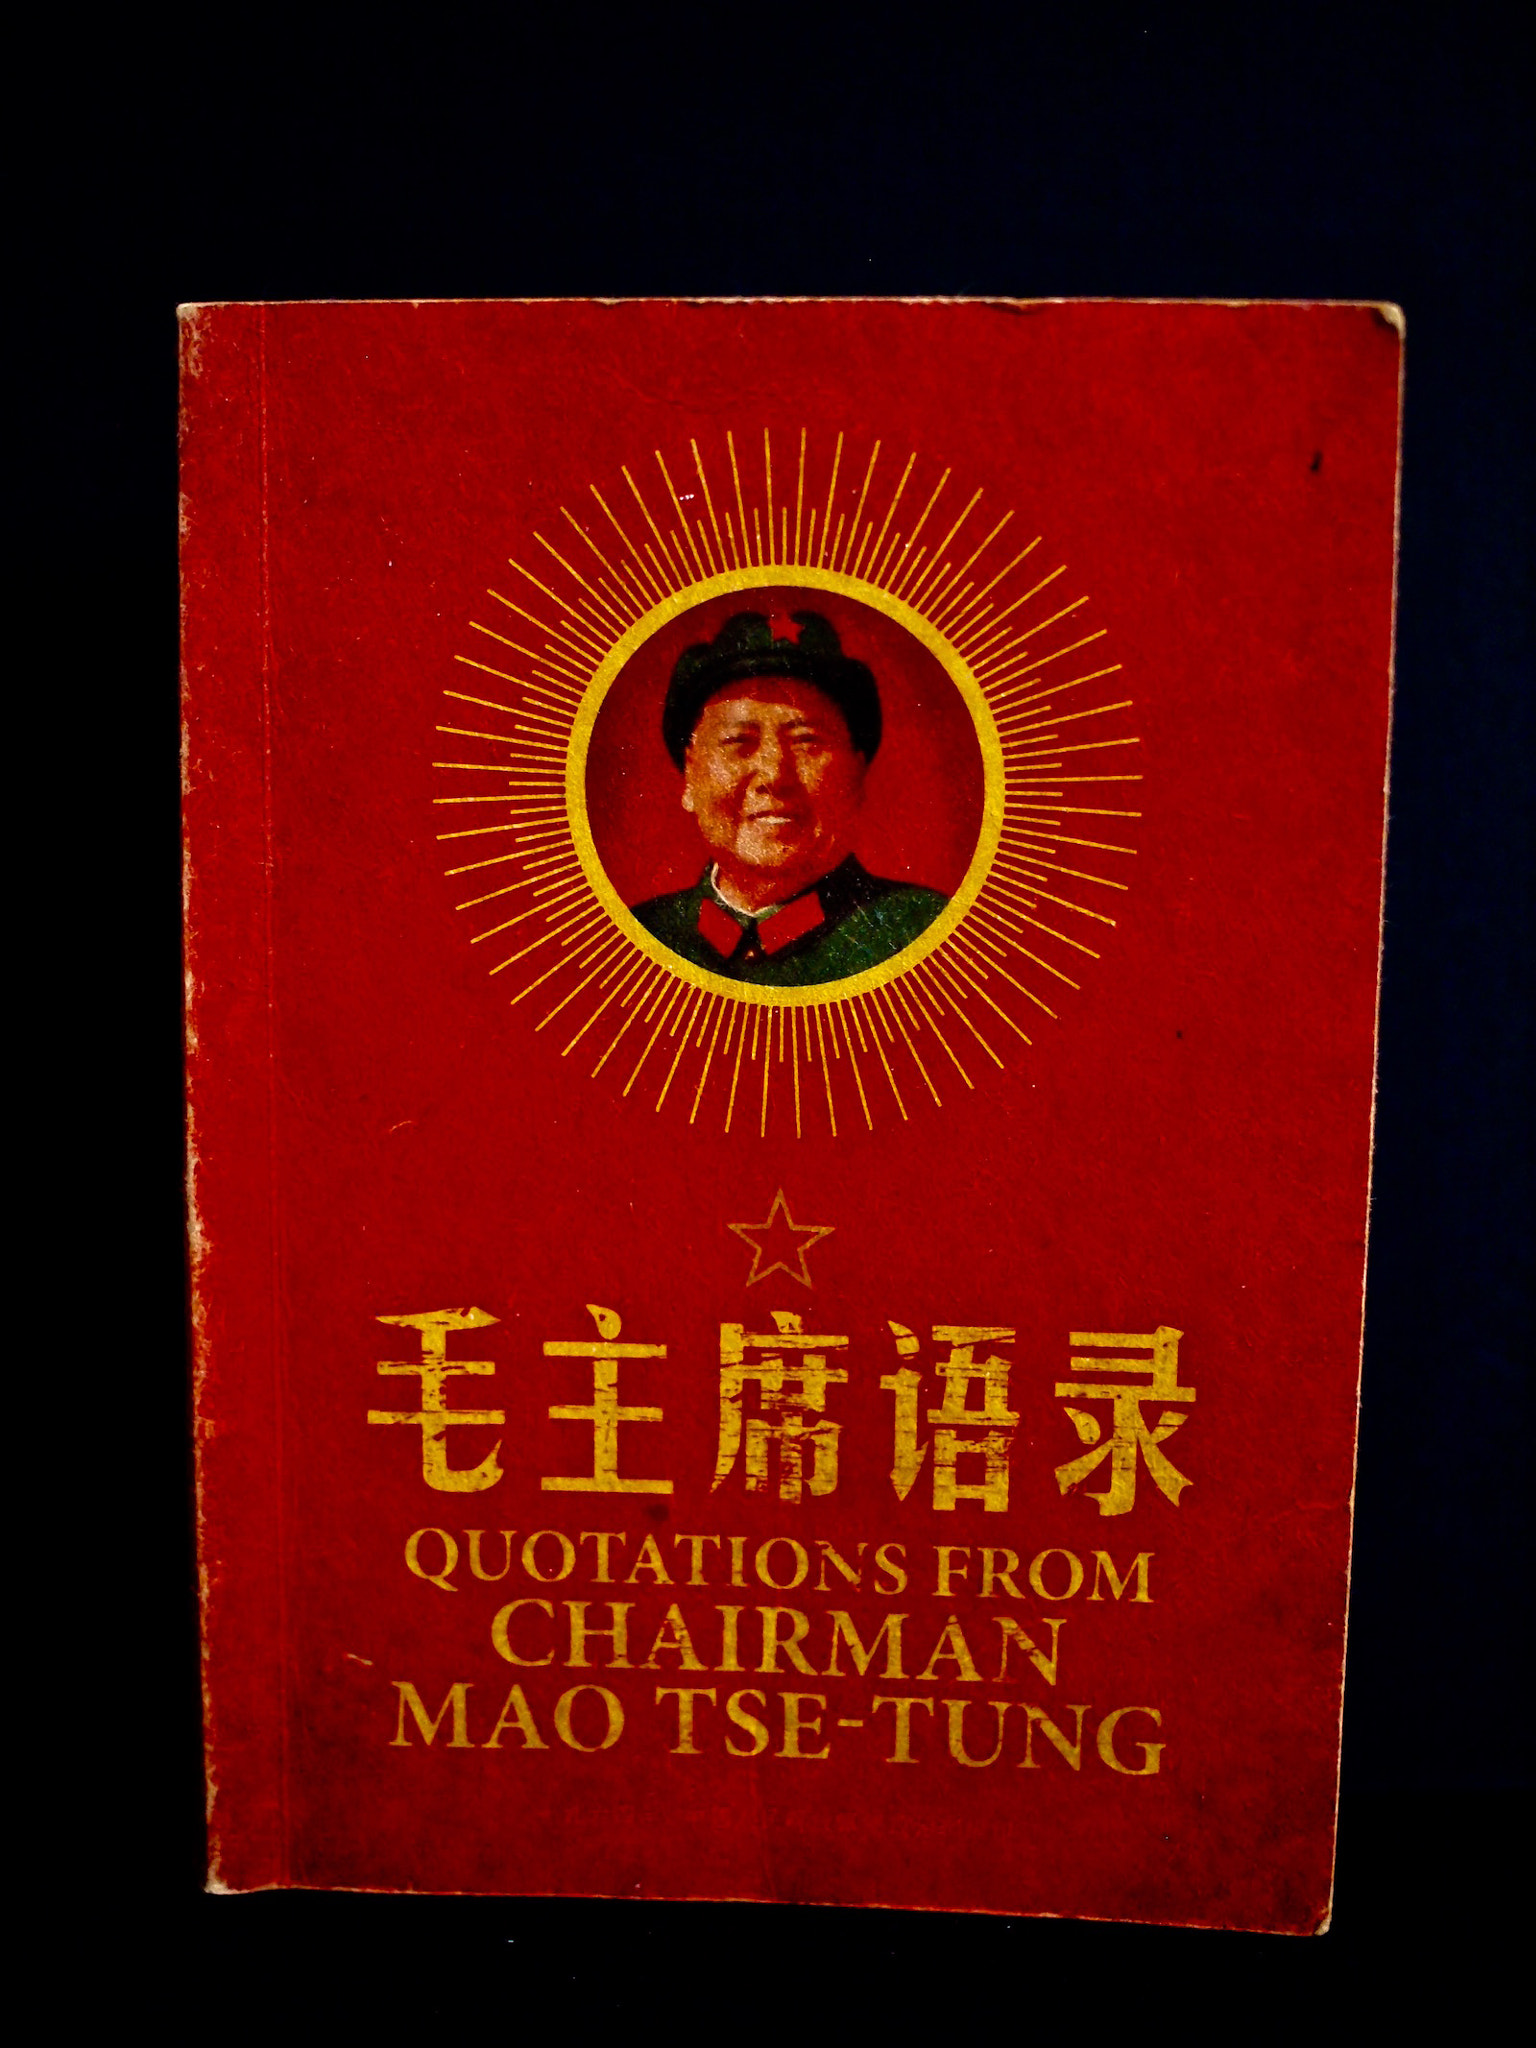 毛主席语录
QUOTATIONS FROM
CHAIRMAN
MAO TSE-TUNG